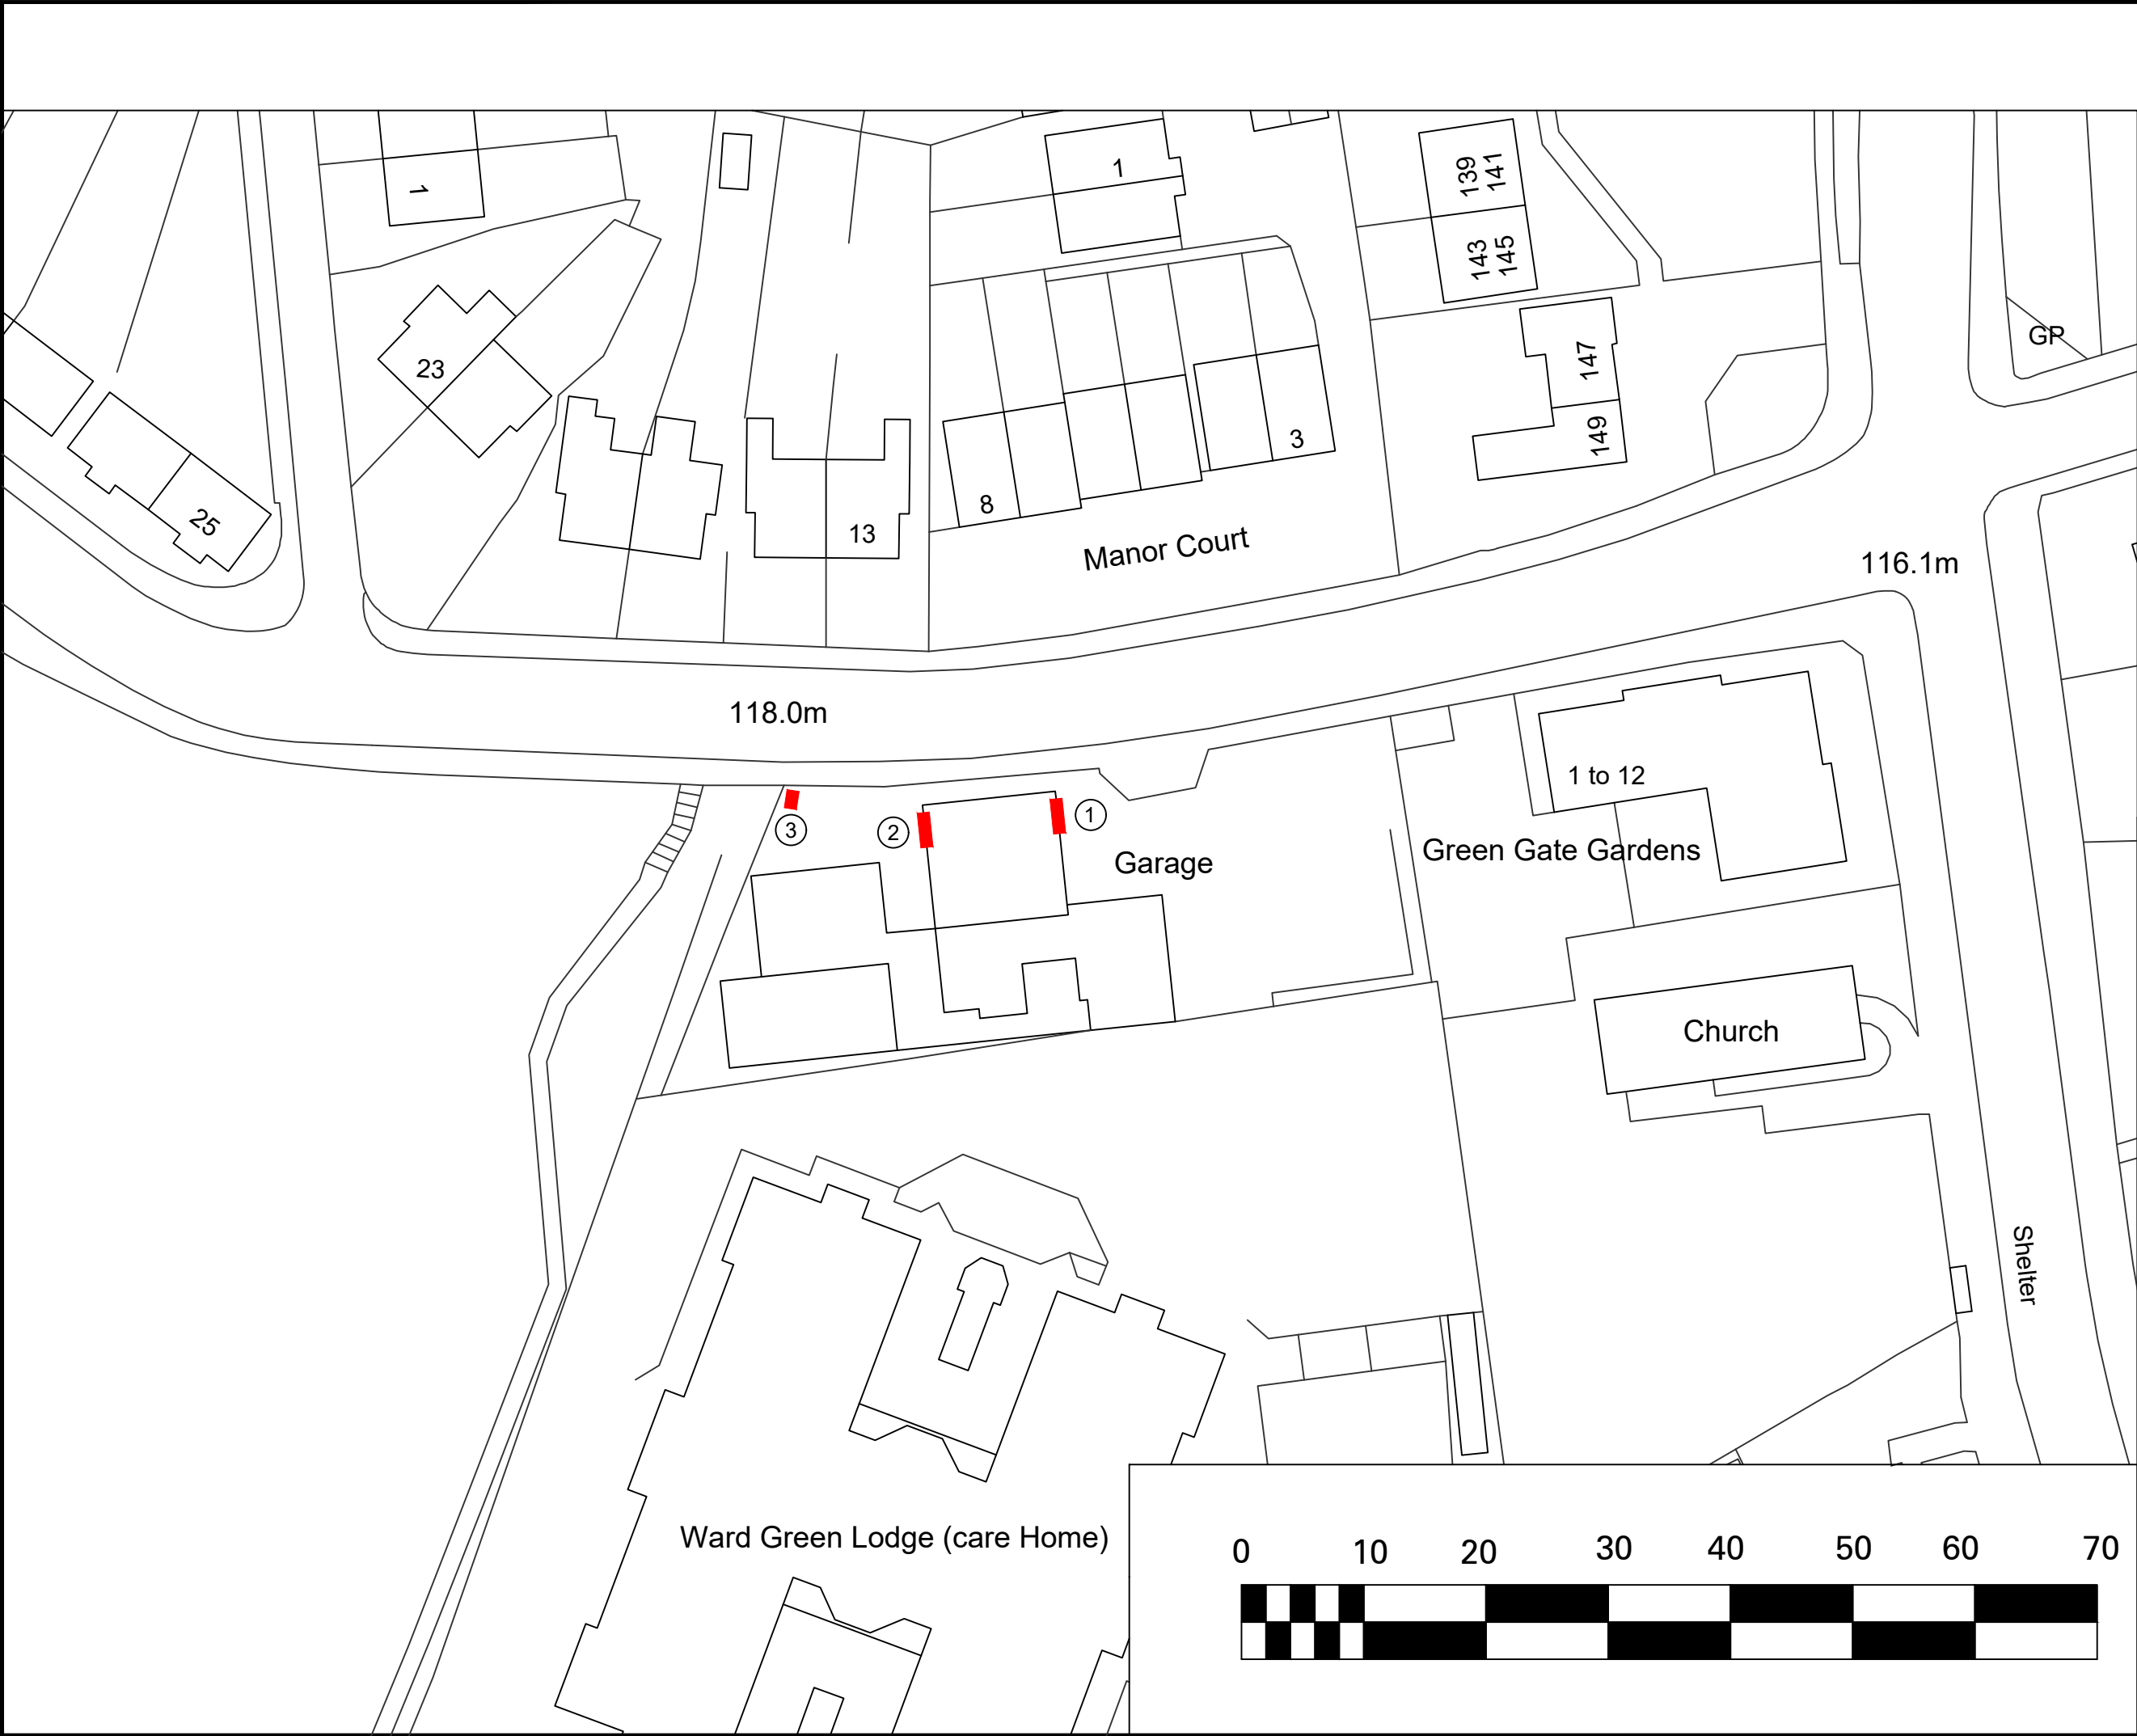 1
1
139
141
143
145
GP
23
147
3
149
8
25
13
Manor Court
116.1m
118.0m
1 to 12
1
2
3
Green Gate Gardens
Garage
Church
Shelter
Ward Green Lodge (care Home)
0 10 20 30 40 50 60 70